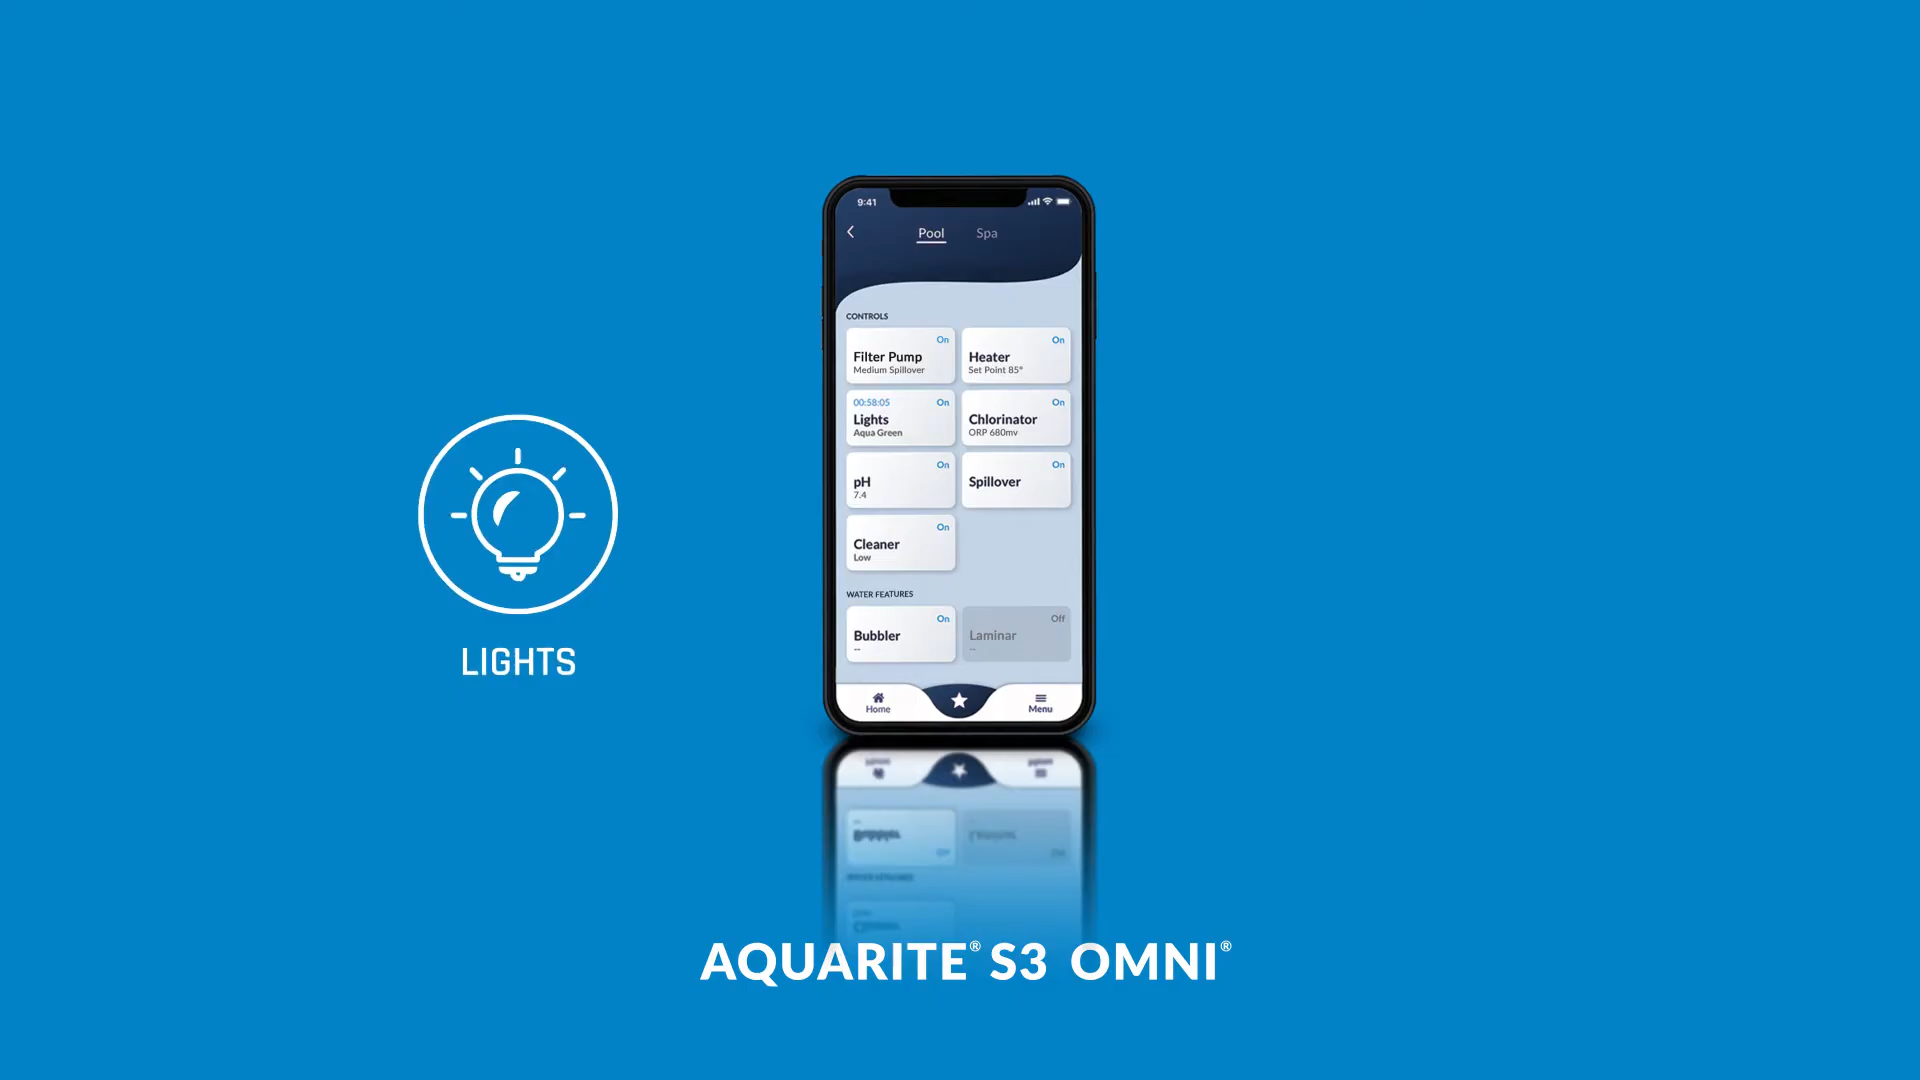 9:41
Pool Spa
CONTROLS
On
Filter Pump
Medium Spillover
On
Heater
Set Point 85°
00:58:05 On
Lights
Aqua Green
On
Chlorinator
ORP 680mv
On
pH
7.4
On
Spillover
On
Cleaner
Low
WATER FEATURES
On
Bubbler
--
Off
Laminar
--
Home
Menu
LIGHTS
AQUARITE® S3 OMNI®